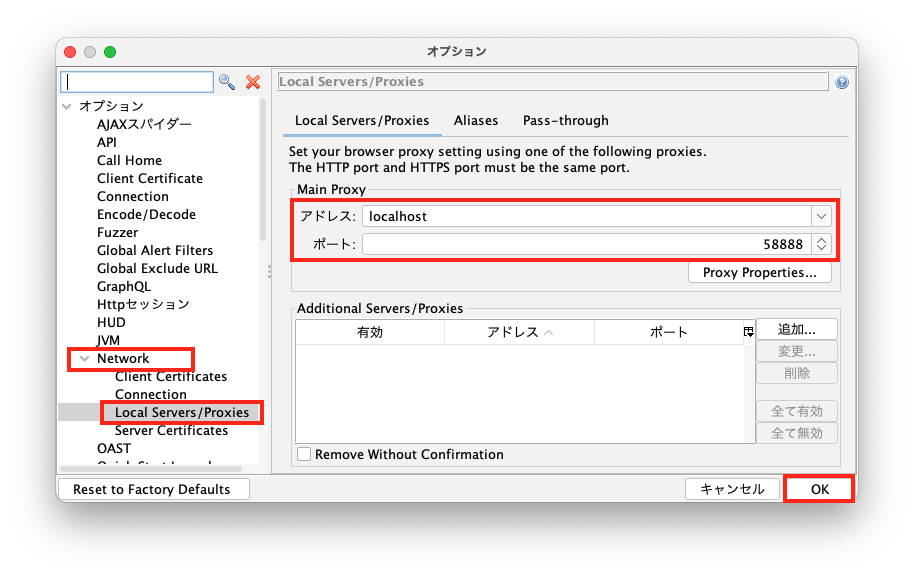 オプション
Local Servers/Proxies
オプション
AJAXスパイダー
API
Call Home
Client Certificate
Connection
Encode/Decode
Fuzzer
Global Alert Filters
Global Exclude URL
GraphQL
Httpセッション
HUD
JVM
Network
Client Certificates
Connection
Local Servers/Proxies
Server Certificates
OAST
Local Servers/Proxies Aliases Pass-through
Set your browser proxy setting using one of the following proxies.
The HTTP port and HTTPS port must be the same port.
Main Proxy
アドレス: localhost
ポート: 58888
Proxy Properties...
Additional Servers/Proxies
有効 アドレス ポート
追加...
変更...
削除
全て有効
全て無効
Remove Without Confirmation
Reset to Factory Defaults キャンセル OK